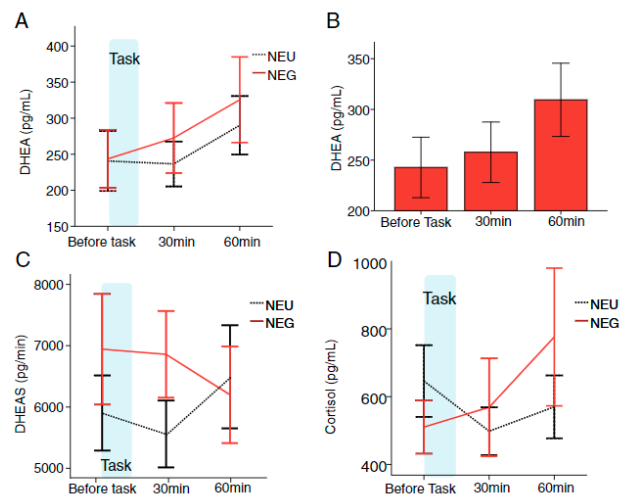 A
DHEA (pg/mL)
400
350
300
250
200
150
Task
NEU
NEG
Before task
30min
60min
B
DHEA (pg/mL)
350
300
250
200
Before Task
30min
60min
C
DHEAS (pg/min)
8000
7000
6000
5000
NEU
NEG
Task
Before task
30min
60min
D
Cortisol (pg/mL)
1000
800
600
400
Task
NEU
NEG
Before task
30min
60min